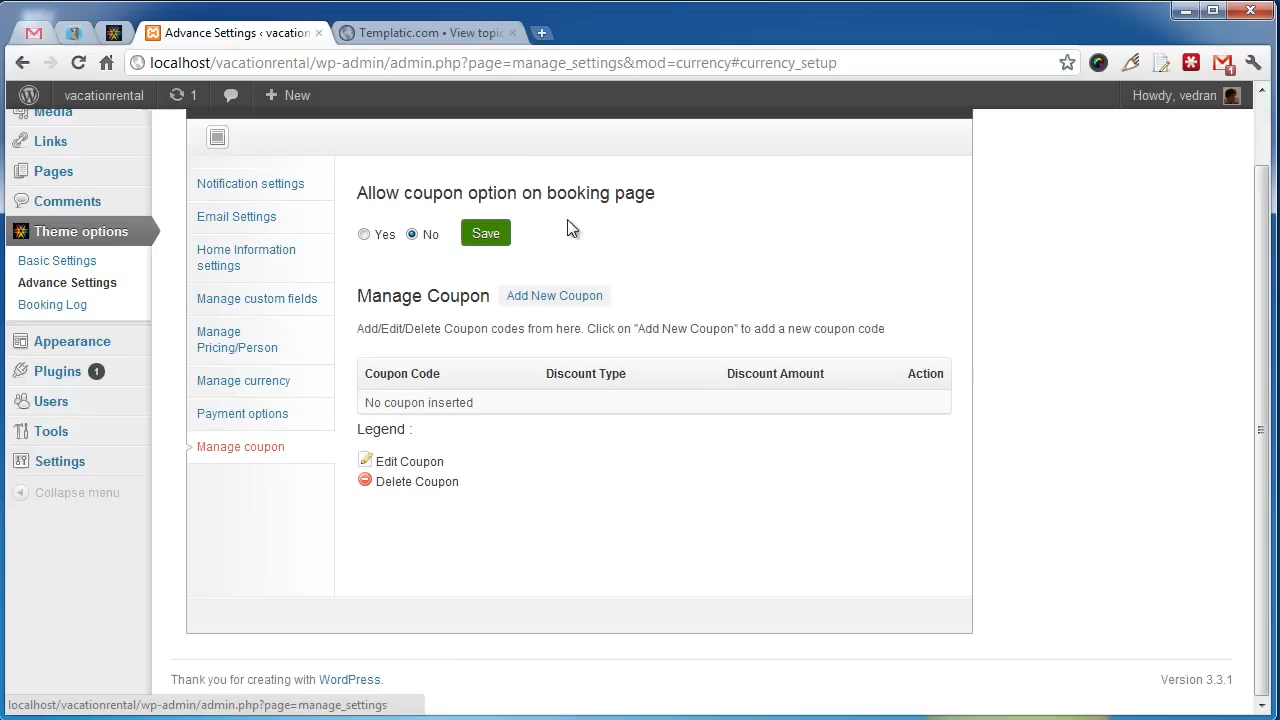 Advance Settings ‹ vacation
Templatic.com • View topic
localhost/vacationrental/wp-admin/admin.php?page=manage_settings&mod=currency#currency_setup
1
vacationrental
1
New
Howdy, vedran
Media
Links
Pages
Comments
Theme options
Basic Settings
Advance Settings
Booking Log
Appearance
Plugins 1
Users
Tools
Settings
Collapse menu
Notification settings
Email Settings
Home Information
settings
Manage custom fields
Manage
Pricing/Person
Manage currency
Payment options
Manage coupon
Allow coupon option on booking page
Yes No Save
Manage Coupon Add New Coupon
Add/Edit/Delete Coupon codes from here. Click on "Add New Coupon" to add a new coupon code
Coupon Code Discount Type Discount Amount Action
No coupon inserted
Legend :
Edit Coupon
Delete Coupon
Thank you for creating with WordPress.
Version 3.3.1
localhost/vacationrental/wp-admin/admin.php?page=manage_settings